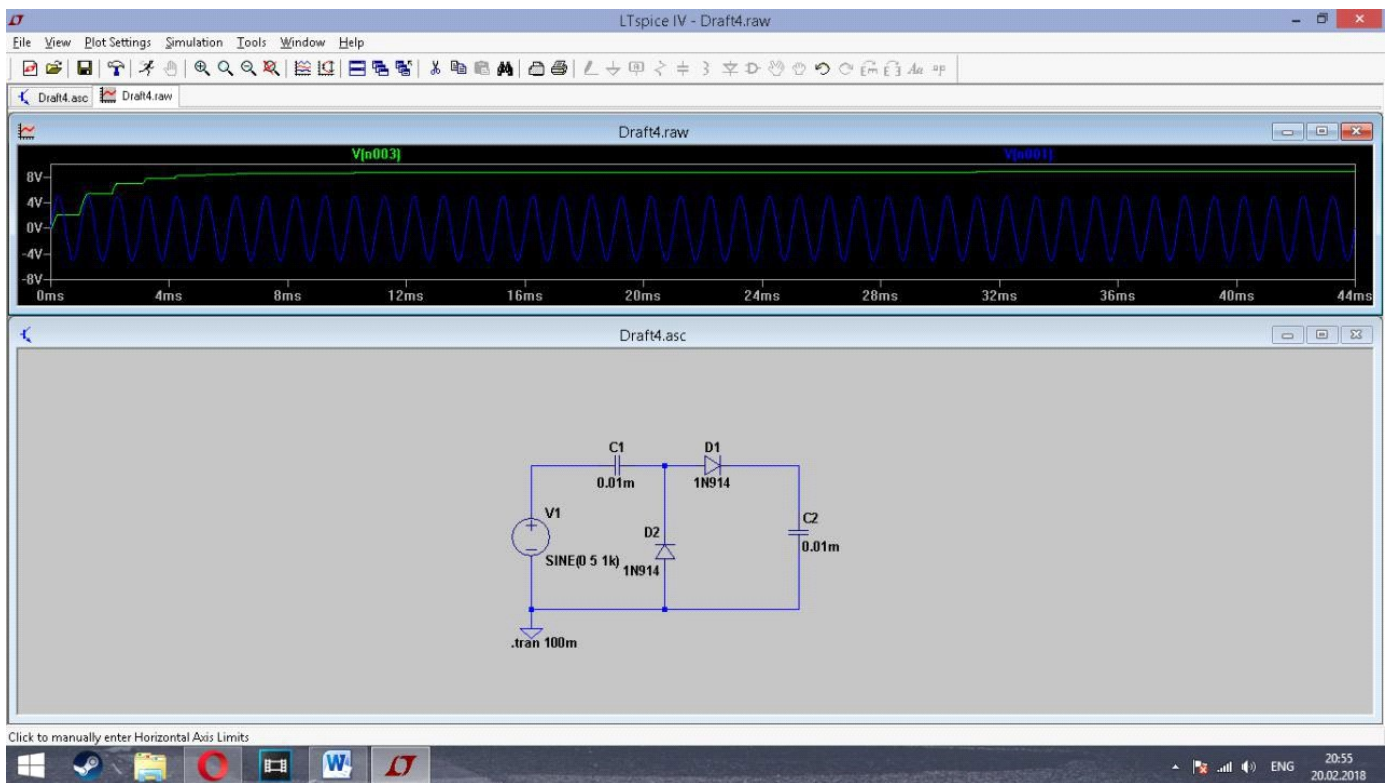 LTspice IV - Draft4.raw
File View Plot Settings Simulation Tools Window Help
Draft4.asc Draft4.raw
Draft4.raw
V(n003) V(n001)
8V
4V
0V
-4V
-8V
0ms 4ms 8ms 12ms 16ms 20ms 24ms 28ms 32ms 36ms 40ms 44ms
Draft4.asc
C1 D1
0.01m 1N914
V1
C2
D2
0.01m
SINE(0 5 1k) 1N914
.tran 100m
Click to manually enter Horizontal Axis Limits
ENG 20:55
20.02.2018